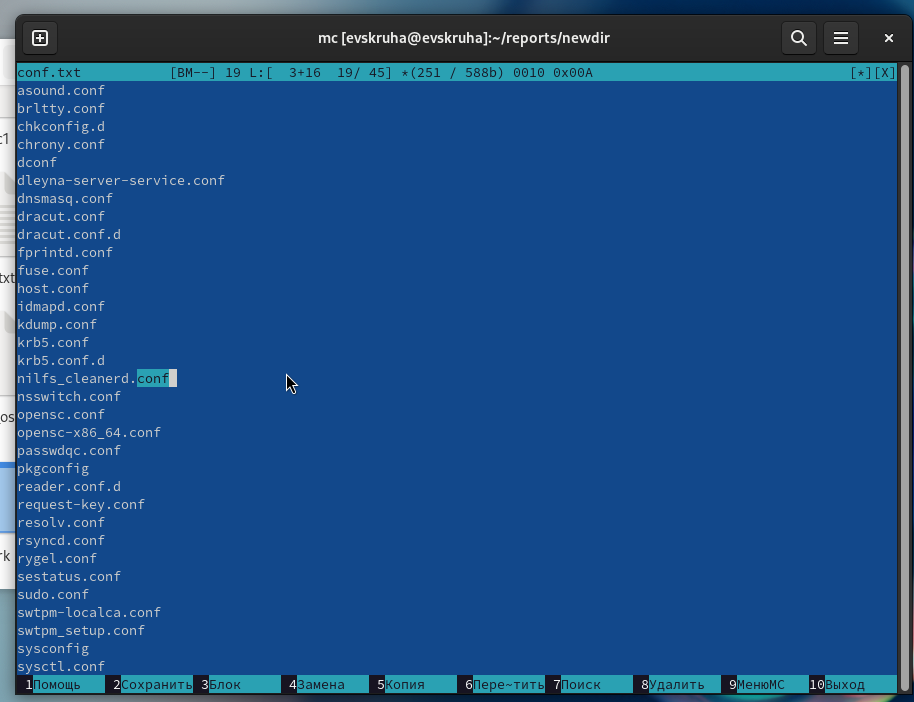 mc [evskruha@evskruha]:~/reports/newdir
conf.txt [BM--] 19 L:[ 3+16 19/ 45] *(251 / 588b) 0010 0x00A [*][X]
asound.conf
brltty.conf
chkconfig.d
chrony.conf
dconf
dleyna-server-service.conf
dnsmasq.conf
dracut.conf
dracut.conf.d
fprintd.conf
fuse.conf
host.conf
idmapd.conf
kdump.conf
krb5.conf
krb5.conf.d
nilfs_cleanerd.conf
nsswitch.conf
opensc.conf
opensc-x86_64.conf
passwdqc.conf
pkgconfig
reader.conf.d
request-key.conf
resolv.conf
rsyncd.conf
rygel.conf
sestatus.conf
sudo.conf
swtpm-localca.conf
swtpm_setup.conf
sysconfig
sysctl.conf
1Помощь 2Сохранить 3Блок 4Замена 5Копия 6Пере~тить 7Поиск 8Удалить 9МенюMC 10Выход